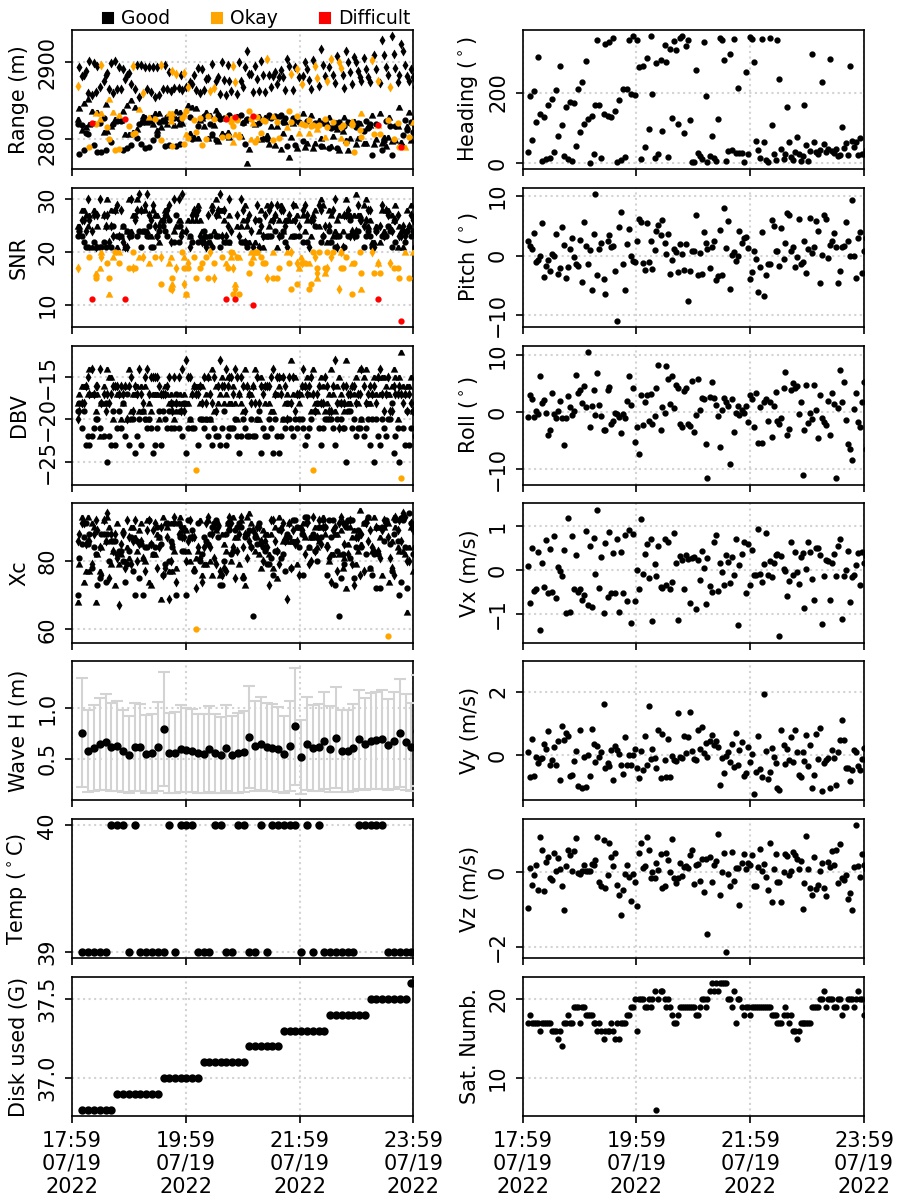 Good Okay Difficult
Range (m)
2900
2800
Heading (°)
200
0
SNR
30
20
10
Pitch (°)
10
0
−10
DBV
−15
−20
−25
Roll (°)
10
0
−10
Xc
80
60
Vx (m/s)
1
0
−1
Wave H (m)
1.0
0.5
Vy (m/s)
2
0
Temp (°C)
40
39
Vz (m/s)
0
−2
Disk used (G)
37.5
37.0
Sat. Numb.
20
10
17:59 19:59 21:59 23:59 17:59 19:59 21:59 23:59
07/19 07/19 07/19 07/19 07/19 07/19 07/19 07/19
2022 2022 2022 2022 2022 2022 2022 2022